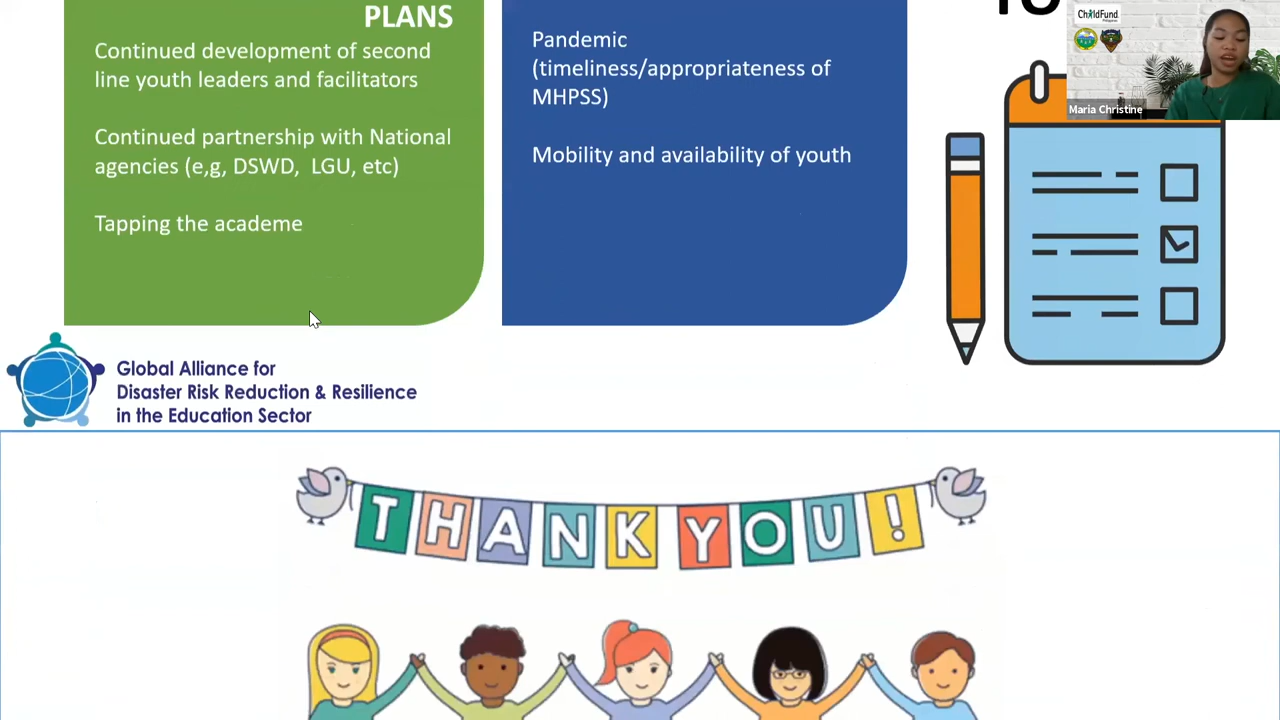 PLANS
Continued development of second
line youth leaders and facilitators
Continued partnership with National
agencies (e,g, DSWD, LGU, etc)
Tapping the academe
Pandemic
(timeliness/appropriateness of
MHPSS)
Mobility and availability of youth
ChildFund
Maria Christine
Global Alliance for
Disaster Risk Reduction & Resilience
in the Education Sector
THANK YOU!